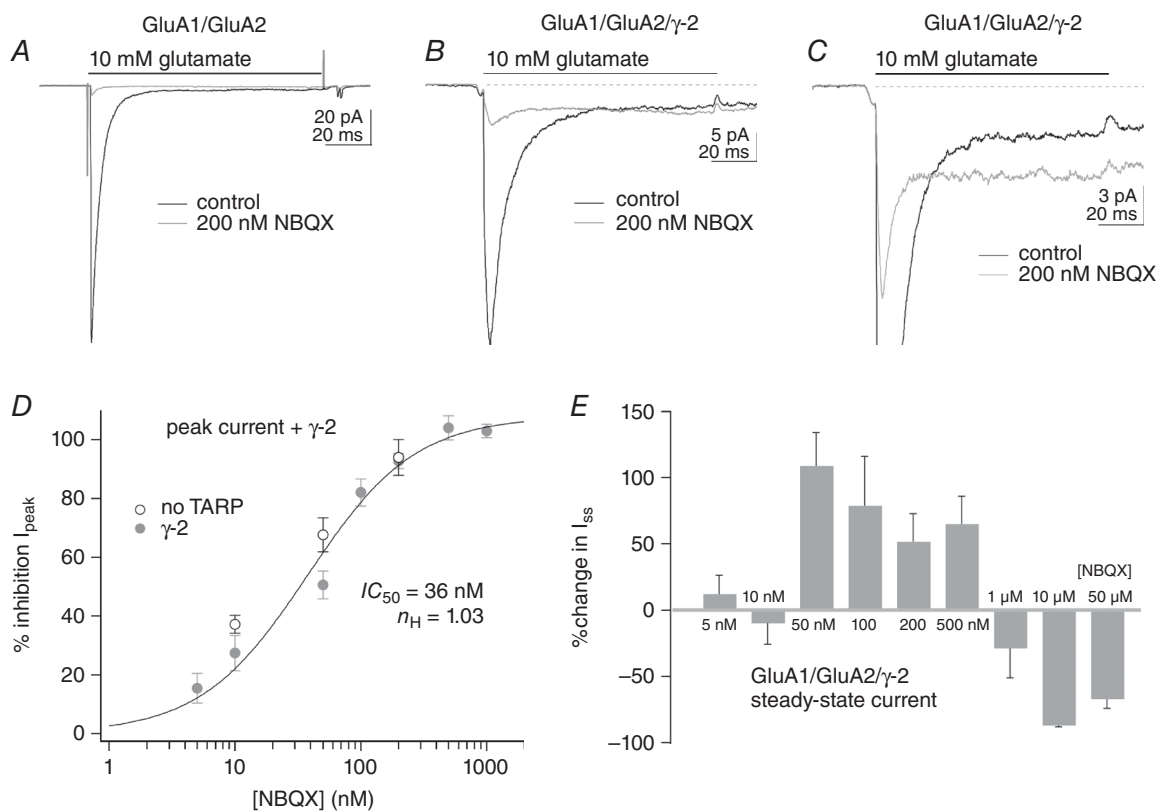 GluA1/GluA2
A
10 mM glutamate
20 pA
20 ms
control
200 nM NBQX
GluA1/GluA2/γ-2
B
10 mM glutamate
5 pA
20 ms
control
200 nM NBQX
GluA1/GluA2/γ-2
C
10 mM glutamate
3 pA
20 ms
control
200 nM NBQX
D
peak current + γ-2
no TARP
γ-2
IC50 = 36 nM
nH = 1.03
% inhibition Ipeak
100
80
60
40
20
0
1
10
100
1000
[NBQX] (nM)
E
%change in Iss
150
100
50
0
−50
−100
5 nM
10 nM
50 nM
100
200
500 nM
1 µM
10 µM
[NBQX]
50 µM
GluA1/GluA2/γ-2
steady-state current